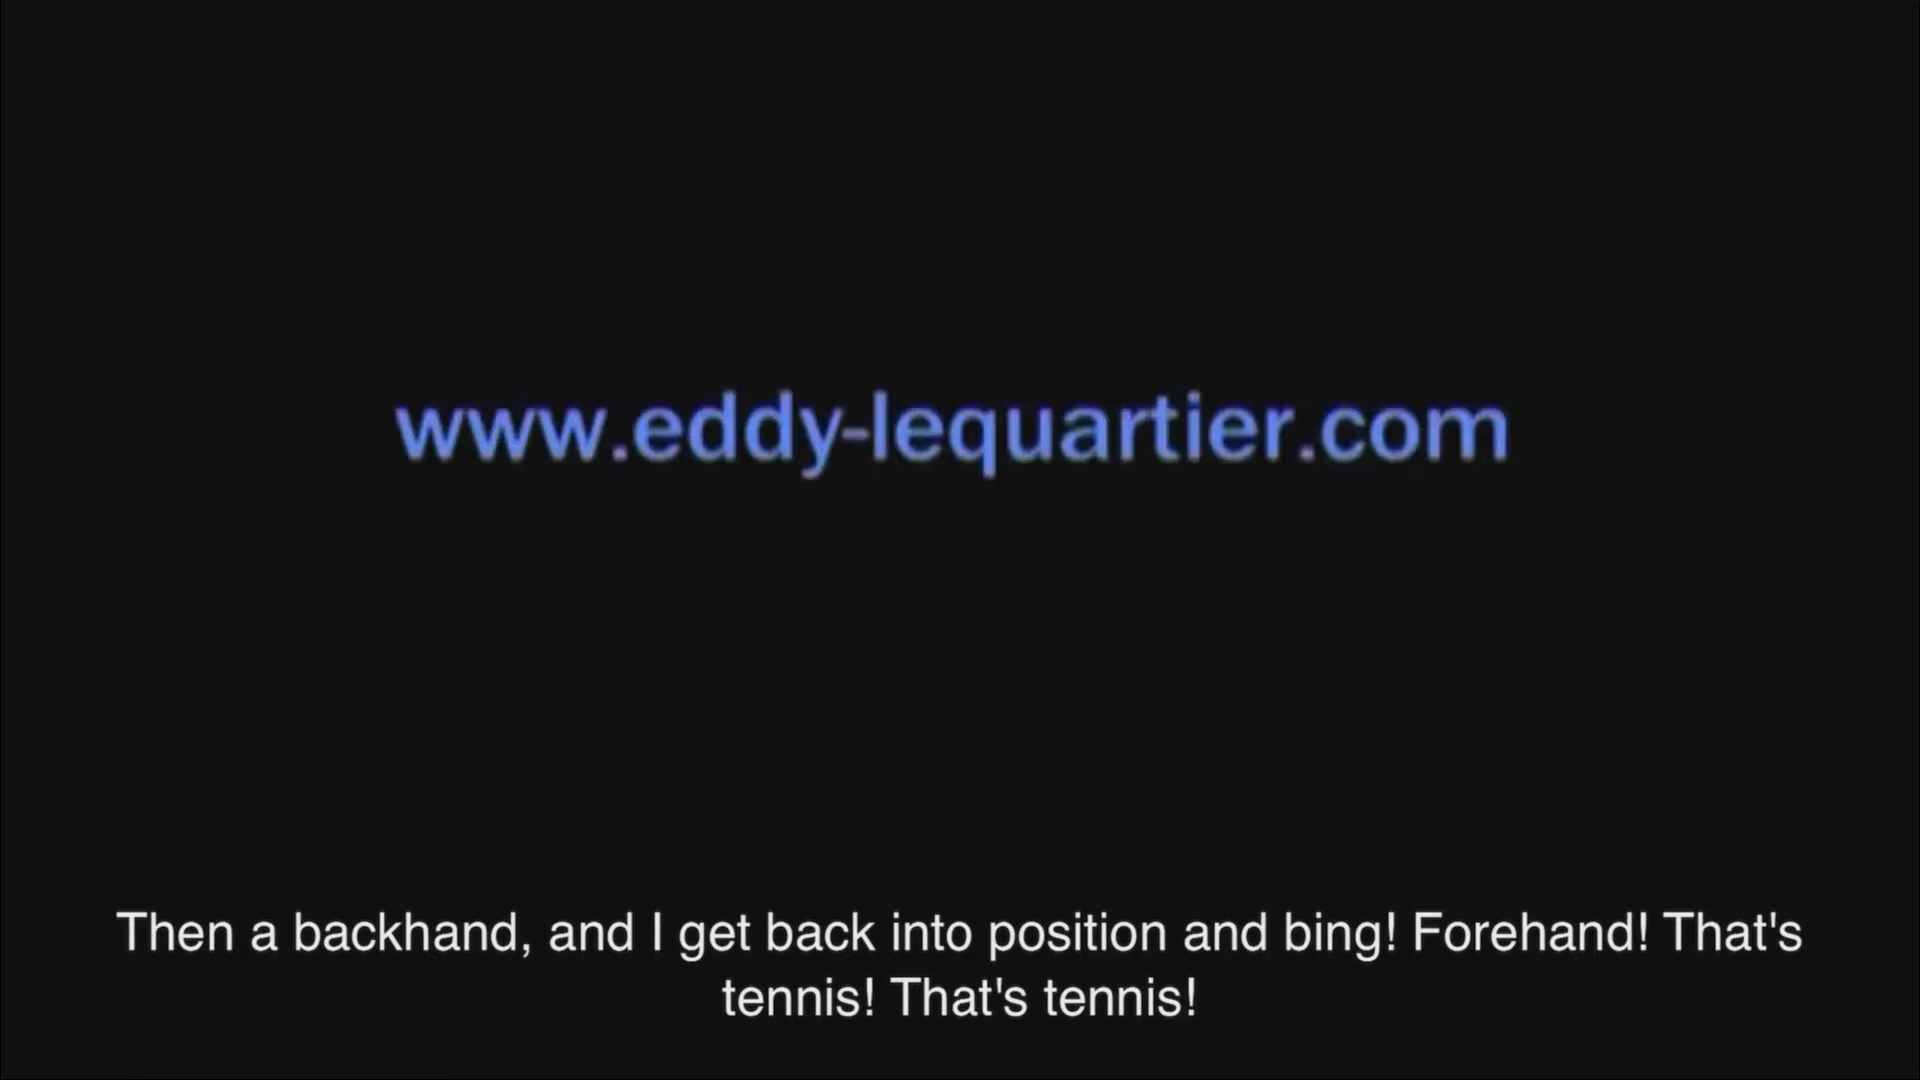 www.eddy-lequartier.com
Then a backhand, and I get back into position and bing! Forehand! That's
tennis! That's tennis!